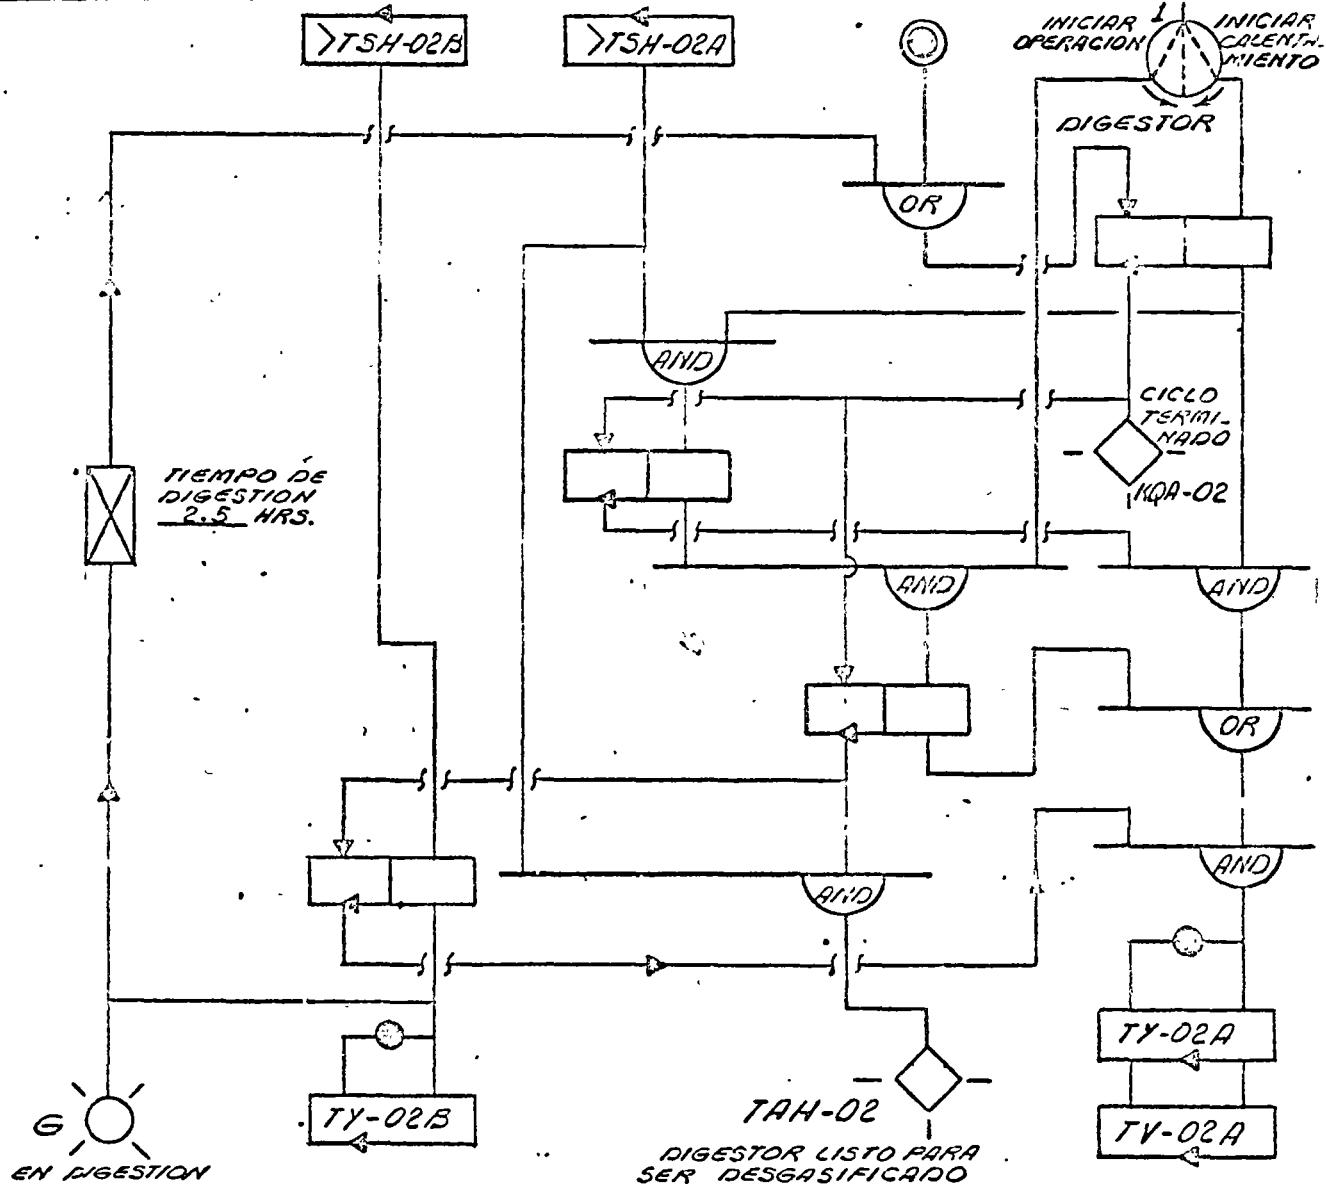 >TSH-02B
>TSH-02A
INICIAR
OPERACION
1
INICIAR
CALENTA-
MIENTO
DIGESTOR
OR
AND
CICLO
TERMI-
NADO
KQA-02
TIEMPO DE
DIGESTION
2.5 HRS.
AND
AND
OR
AND
AND
TY-02A
TY-02B
TV-02A
G
EN DIGESTION
TAH-02
DIGESTOR LISTO PARA
SER DESGASIFICADO